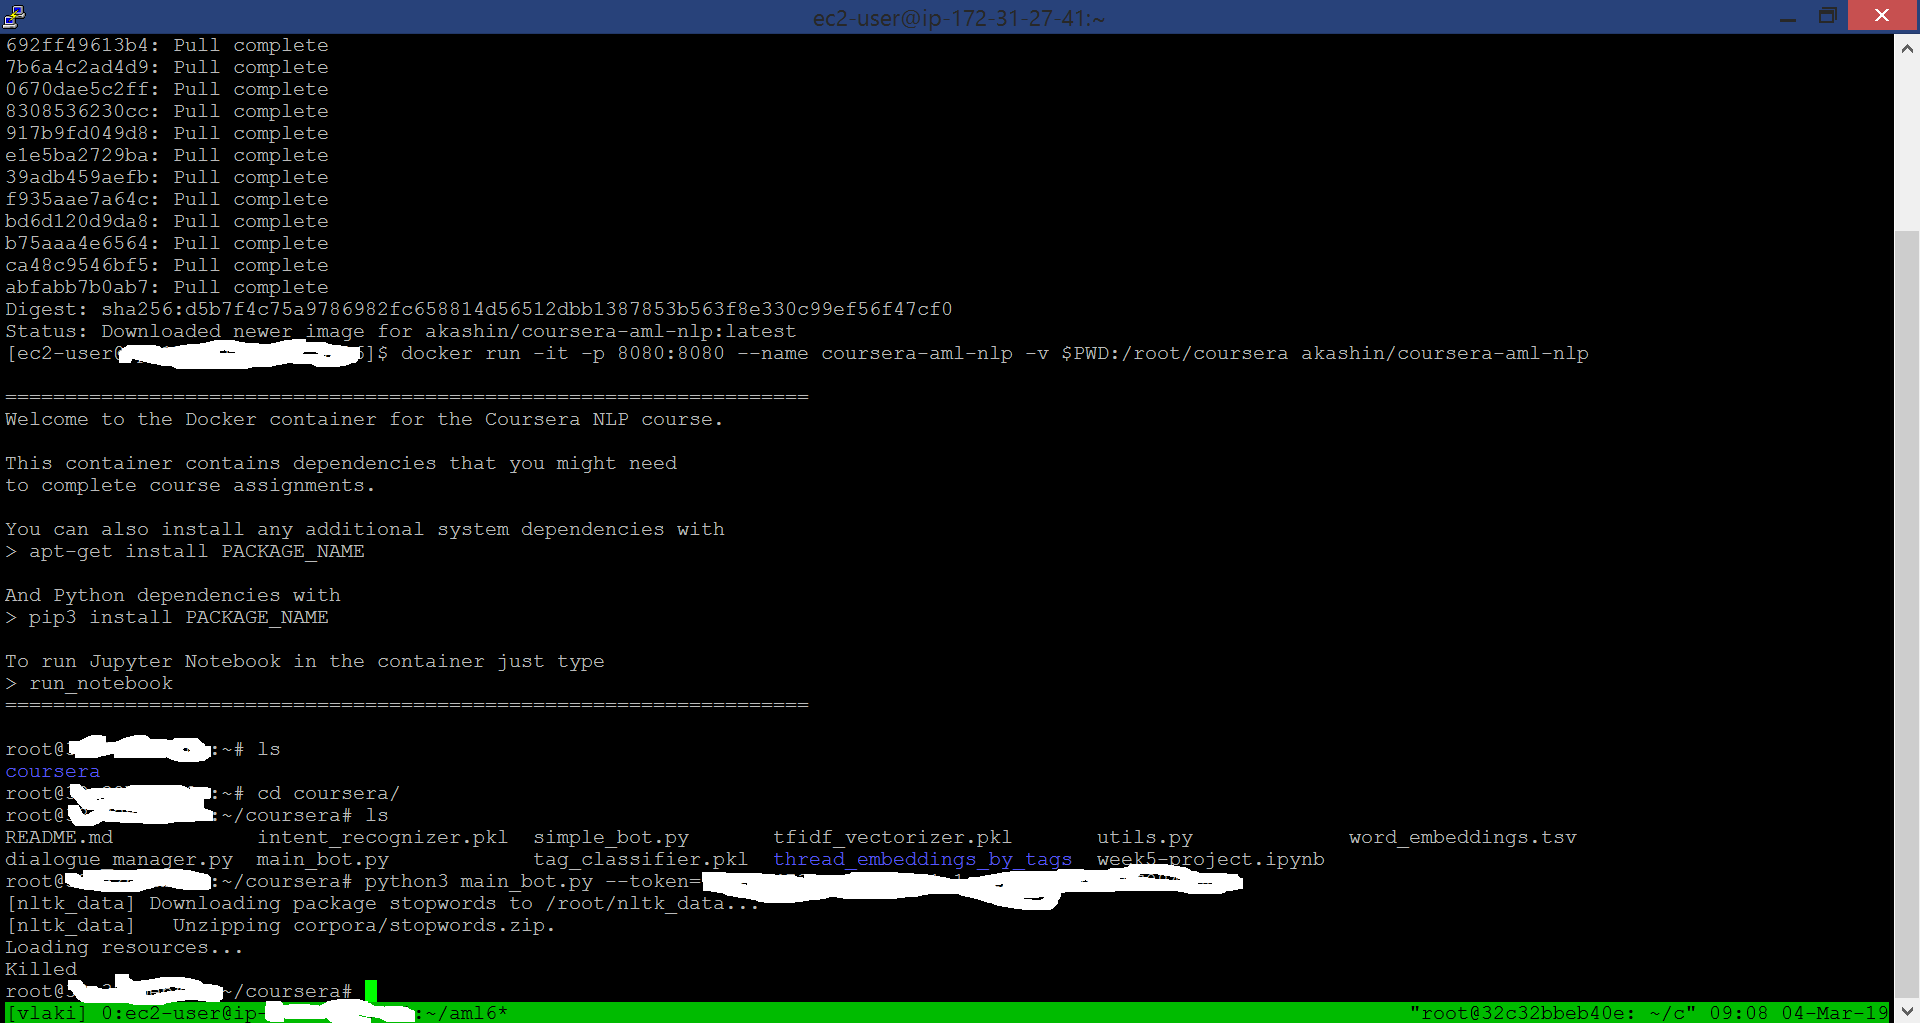 ec2-user@ip-172-31-27-41:~
692ff49613b4: Pull complete
7b6a4c2ad4d9: Pull complete
0670dae5c2ff: Pull complete
8308536230cc: Pull complete
917b9fd049d8: Pull complete
e1e5ba2729ba: Pull complete
39adb459aefb: Pull complete
f935aae7a64c: Pull complete
bd6d120d9da8: Pull complete
b75aaa4e6564: Pull complete
ca48c9546bf5: Pull complete
abfabb7b0ab7: Pull complete
Digest: sha256:d5b7f4c75a9786982fc658814d56512dbb1387853b563f8e330c99ef56f47cf0
Status: Downloaded newer image for akashin/coursera-aml-nlp:latest
[ec2-user ]$ docker run -it -p 8080:8080 --name coursera-aml-nlp -v $PWD:/root/coursera akashin/coursera-aml-nlp
===================================================================
Welcome to the Docker container for the Coursera NLP course.
This container contains dependencies that you might need
to complete course assignments.
You can also install any additional system dependencies with
> apt-get install PACKAGE_NAME
And Python dependencies with
> pip3 install PACKAGE_NAME
To run Jupyter Notebook in the container just type
> run_notebook
===================================================================
root@ :~# ls
coursera
root@ :~# cd coursera/
root@ :~/coursera# ls
README.md intent_recognizer.pkl simple_bot.py tfidf_vectorizer.pkl utils.py word_embeddings.tsv
dialogue_manager.py main_bot.py tag_classifier.pkl thread_embeddings_by_tags week5-project.ipynb
root@ :~/coursera# python3 main_bot.py --token=
[nltk_data] Downloading package stopwords to /root/nltk_data...
[nltk_data] Unzipping corpora/stopwords.zip.
Loading resources...
Killed
root@ ~/coursera#
[vlaki] 0:ec2-user@ip- :~/aml6* "root@32c32bbeb40e: ~/c" 09:08 04-Mar-19